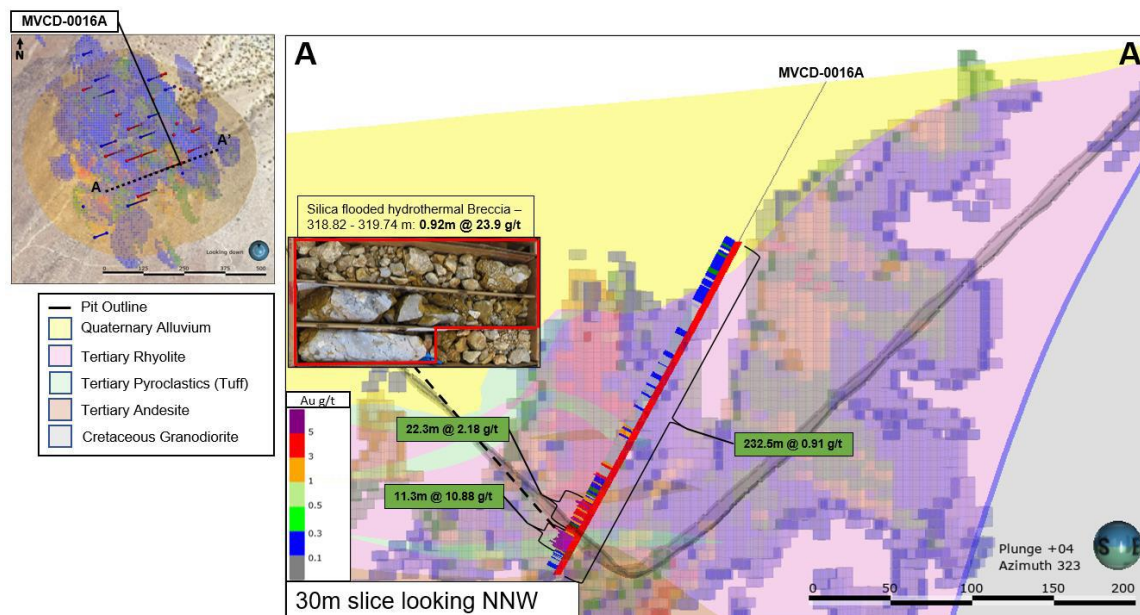 MVCD-0016A
N
A
A'
Looking down
0 125 250 375 500
Pit Outline
Quaternary Alluvium
Tertiary Rhyolite
Tertiary Pyroclastics (Tuff)
Tertiary Andesite
Cretaceous Granodiorite
A
A'
MVCD-0016A
Silica flooded hydrothermal Breccia –
318.82 - 319.74 m: 0.92m @ 23.9 g/t
Au g/t
5
3
1
0.5
0.3
0.1
22.3m @ 2.18 g/t
11.3m @ 10.88 g/t
232.5m @ 0.91 g/t
30m slice looking NNW
Plunge +04
Azimuth 323
S E
0 50 100 150 200